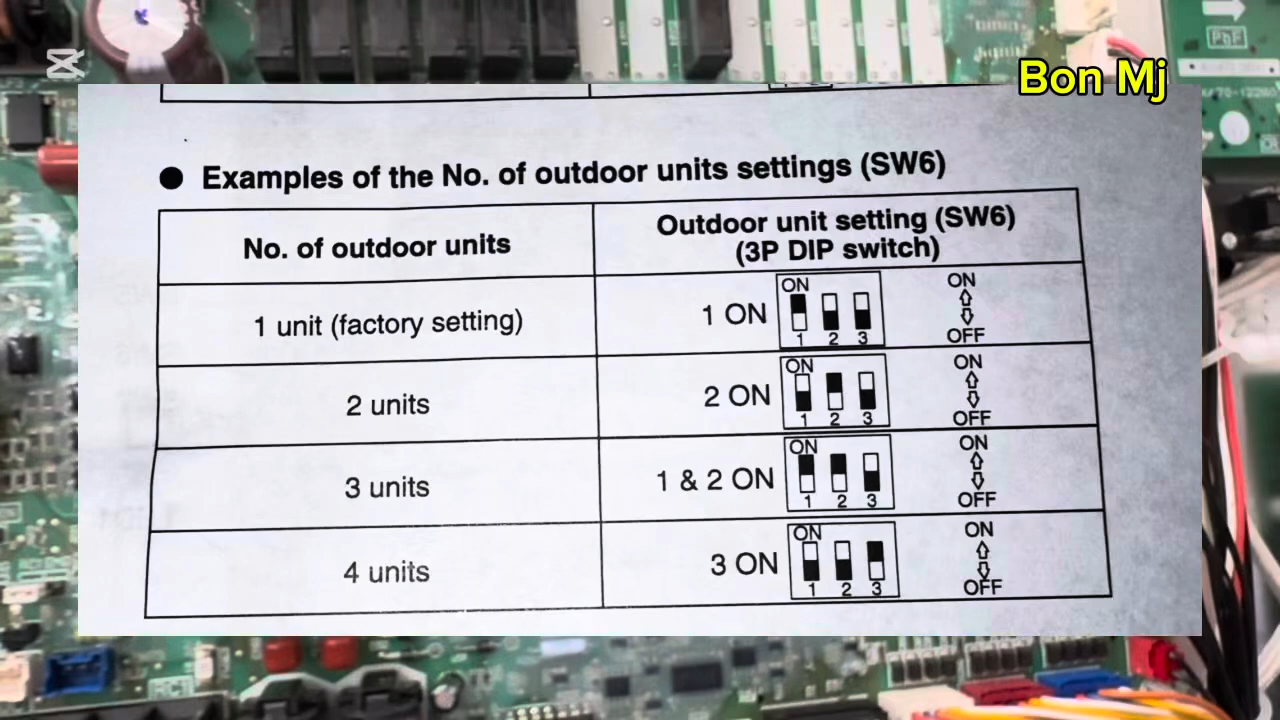 Bon Mj
PbF
● Examples of the No. of outdoor units settings (SW6)
No. of outdoor units
Outdoor unit setting (SW6)
(3P DIP switch)
1 unit (factory setting)
1 ON
ON
1 2 3
ON
OFF
2 units
2 ON
ON
1 2 3
ON
OFF
3 units
1 & 2 ON
ON
1 2 3
ON
OFF
4 units
3 ON
ON
1 2 3
ON
OFF